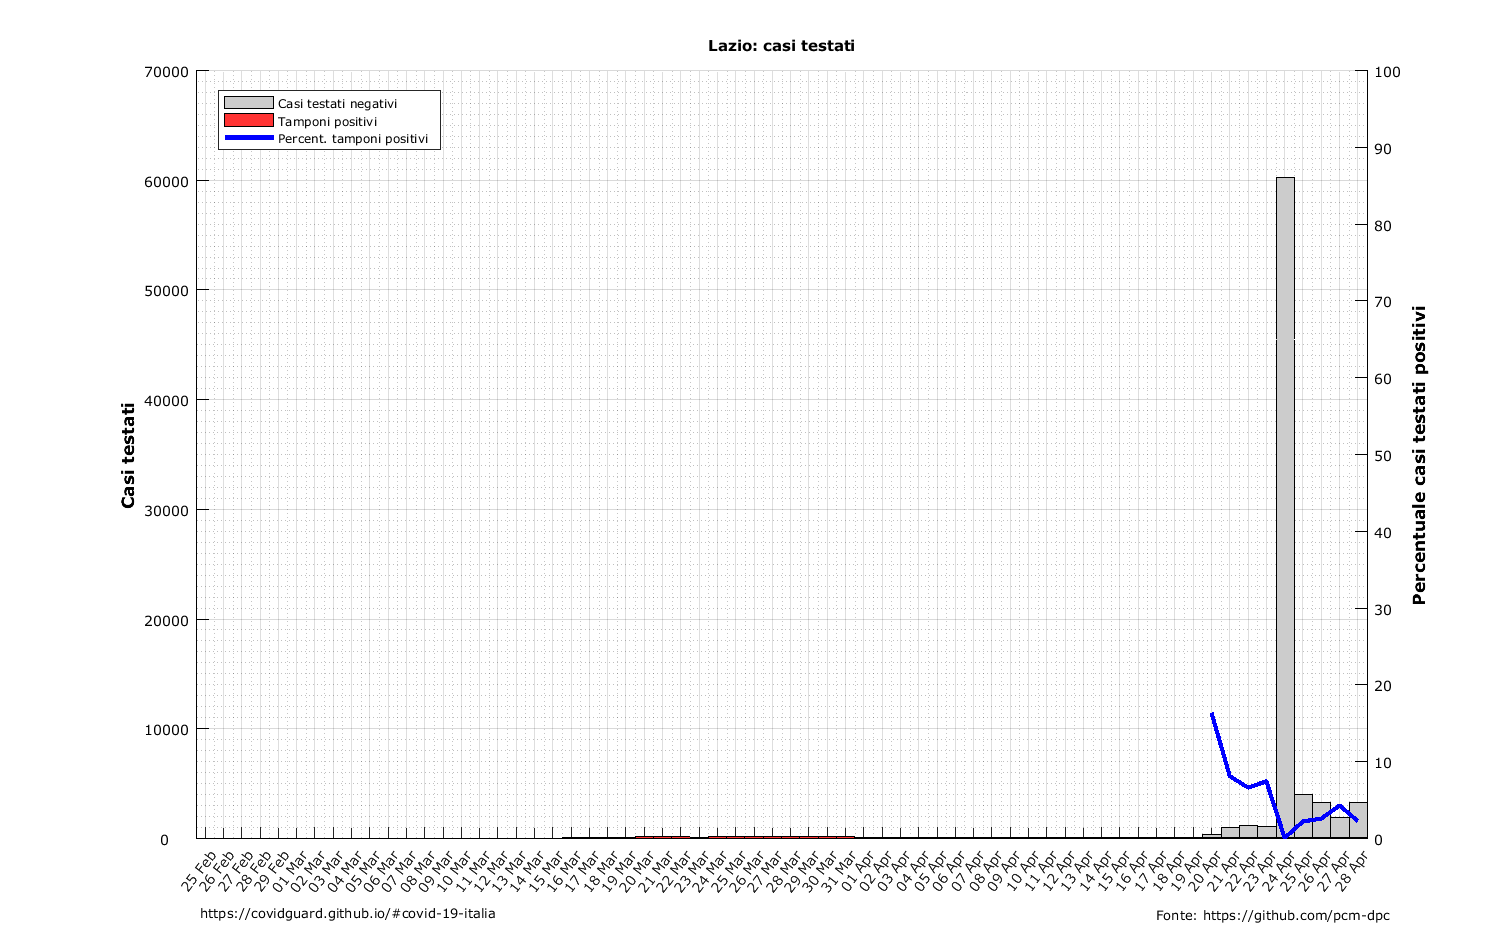 Lazio: casi testati
Casi testati negativi
Tamponi positivi
Percent. tamponi positivi
Casi testati
70000
60000
50000
40000
30000
20000
10000
0
100
90
80
70
60
50
40
30
20
10
0
Percentuale casi testati positivi
25 Feb
26 Feb
27 Feb
28 Feb
29 Feb
01 Mar
02 Mar
03 Mar
04 Mar
05 Mar
06 Mar
07 Mar
08 Mar
09 Mar
10 Mar
11 Mar
12 Mar
13 Mar
14 Mar
15 Mar
16 Mar
17 Mar
18 Mar
19 Mar
20 Mar
21 Mar
22 Mar
23 Mar
24 Mar
25 Mar
26 Mar
27 Mar
28 Mar
29 Mar
30 Mar
31 Mar
01 Apr
02 Apr
03 Apr
04 Apr
05 Apr
06 Apr
07 Apr
08 Apr
09 Apr
10 Apr
11 Apr
12 Apr
13 Apr
14 Apr
15 Apr
16 Apr
17 Apr
18 Apr
19 Apr
20 Apr
21 Apr
22 Apr
23 Apr
24 Apr
25 Apr
26 Apr
27 Apr
28 Apr
https://covidguard.github.io/#covid-19-italia
Fonte: https://github.com/pcm-dpc